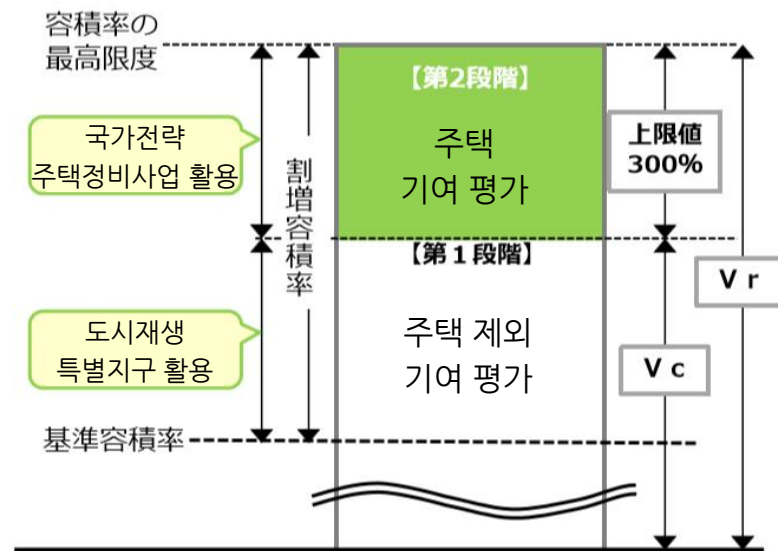 容積率の
最高限度
【第2段階】
국가전략
주택정비사업 활용
주택
기여 평가
上限値
300%
割増容積率
【第１段階】
V r
도시재생
특별지구 활용
주택 제외
기여 평가
V c
基準容積率